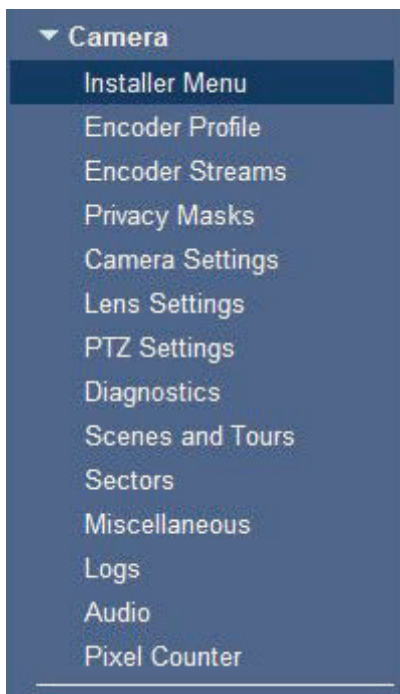 Camera
Installer Menu
Encoder Profile
Encoder Streams
Privacy Masks
Camera Settings
Lens Settings
PTZ Settings
Diagnostics
Scenes and Tours
Sectors
Miscellaneous
Logs
Audio
Pixel Counter